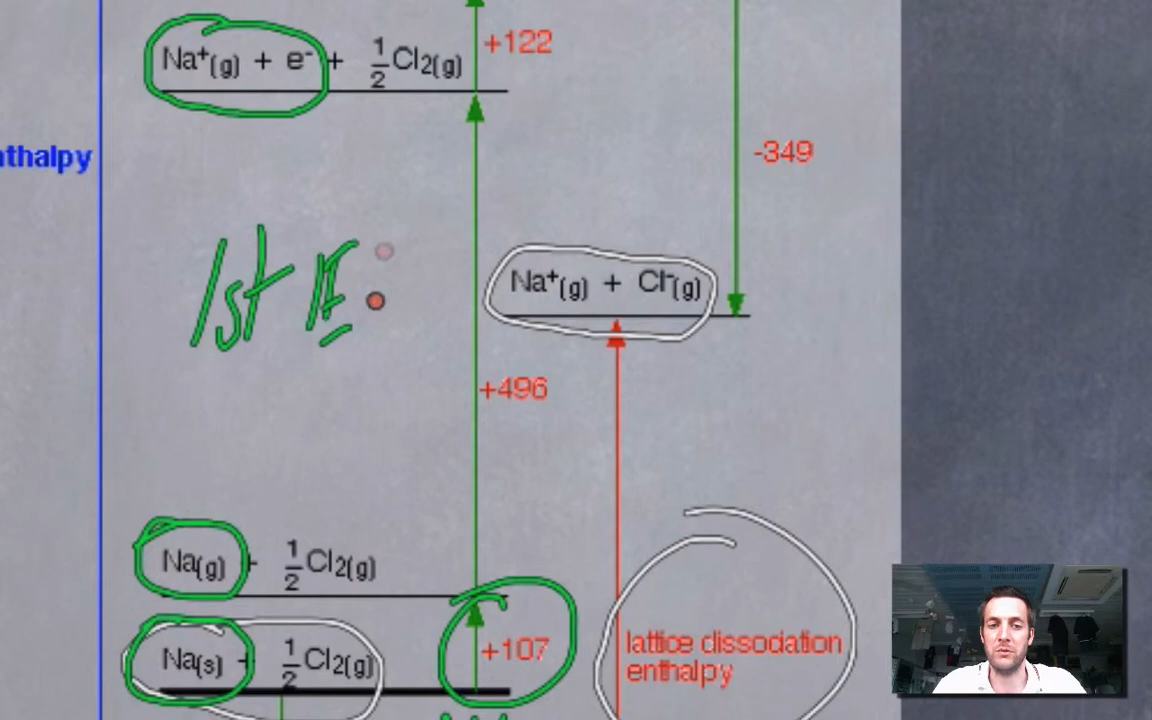 Na⁺(g) + e⁻ + ½Cl₂(g)
+122
nthalpy
-349
1st IE
Na⁺(g) + Cl⁻(g)
+496
Na(g) + ½Cl₂(g)
Na(s) + ½Cl₂(g)
+107
lattice dissociation
enthalpy